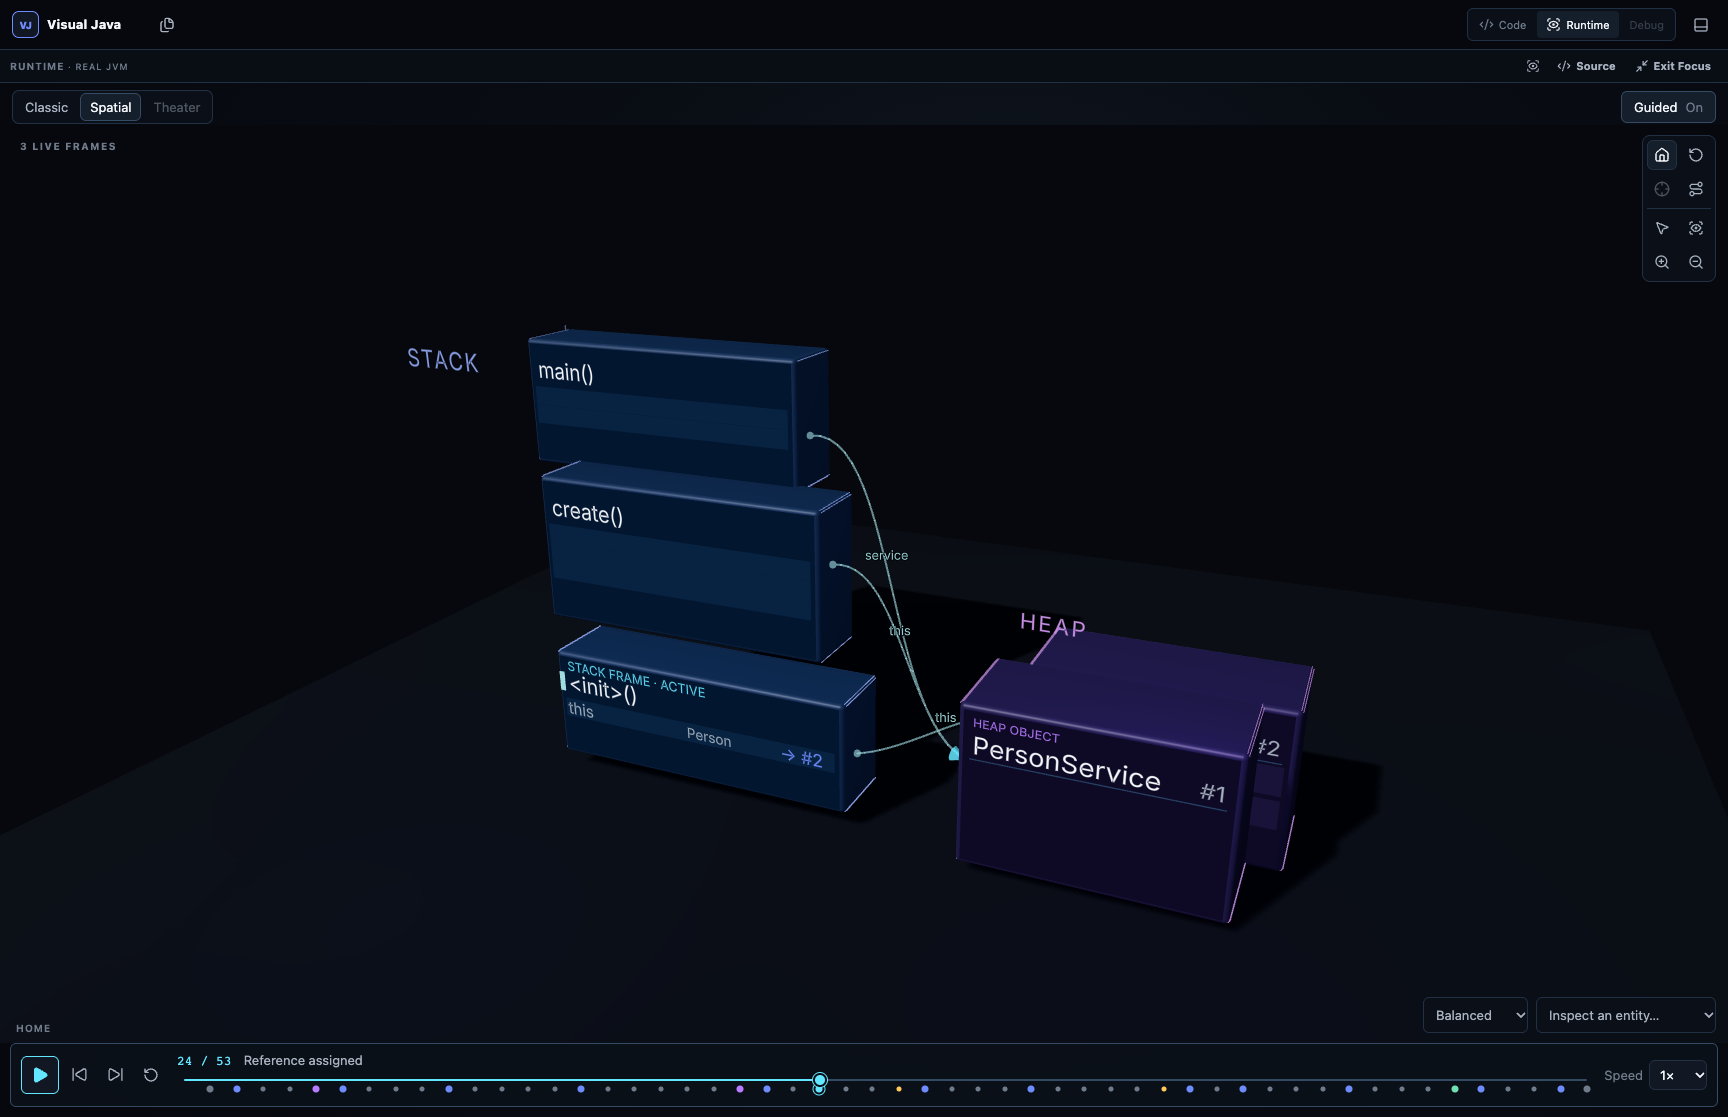 VJ Visual Java
Code Runtime Debug
RUNTIME · REAL JVM
Source Exit Focus
Classic Spatial Theater
Guided On
3 LIVE FRAMES
STACK
main()
create()
service
this
STACK FRAME · ACTIVE
<init>()
this
Person
→ #2
this
HEAP
HEAP OBJECT
PersonService
#1
#2
Balanced
Inspect an entity...
HOME
24 / 53 Reference assigned
Speed 1×